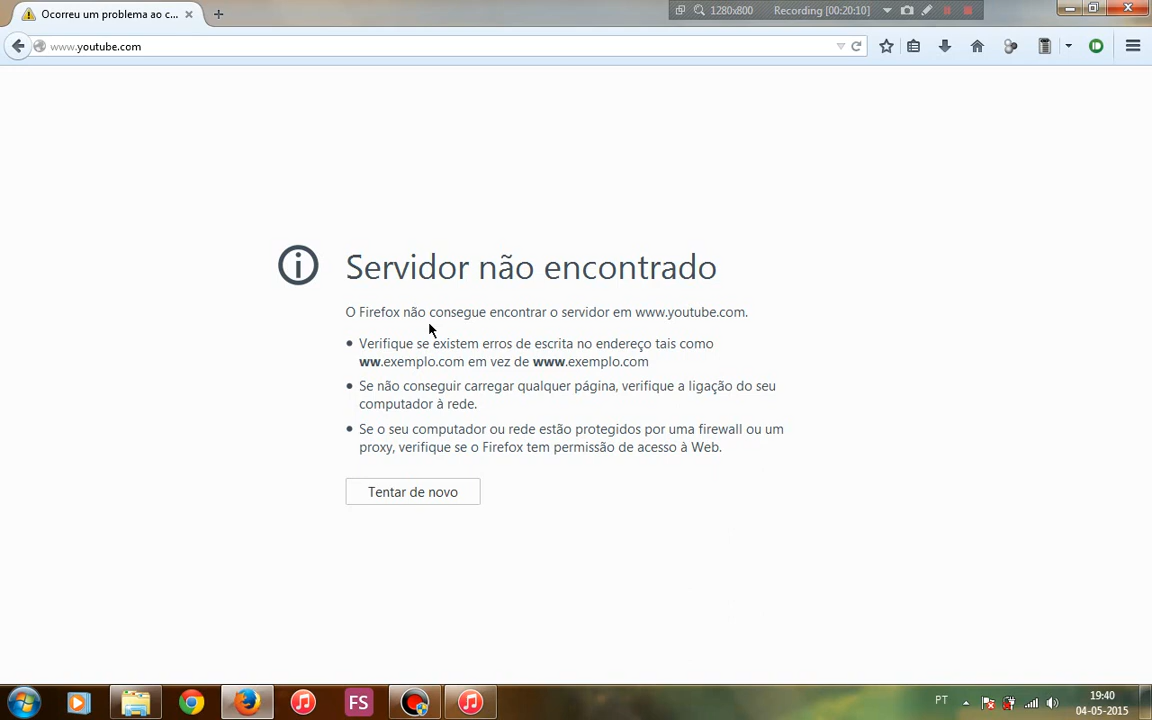 Ocorreu um problema ao c...
1280x800
Recording [00:20:10]
www.youtube.com
Servidor não encontrado
O Firefox não consegue encontrar o servidor em www.youtube.com.
Verifique se existem erros de escrita no endereço tais como
ww.exemplo.com em vez de www.exemplo.com
Se não conseguir carregar qualquer página, verifique a ligação do seu
computador à rede.
Se o seu computador ou rede estão protegidos por uma firewall ou um
proxy, verifique se o Firefox tem permissão de acesso à Web.
Tentar de novo
FS
PT
19:40
04-05-2015